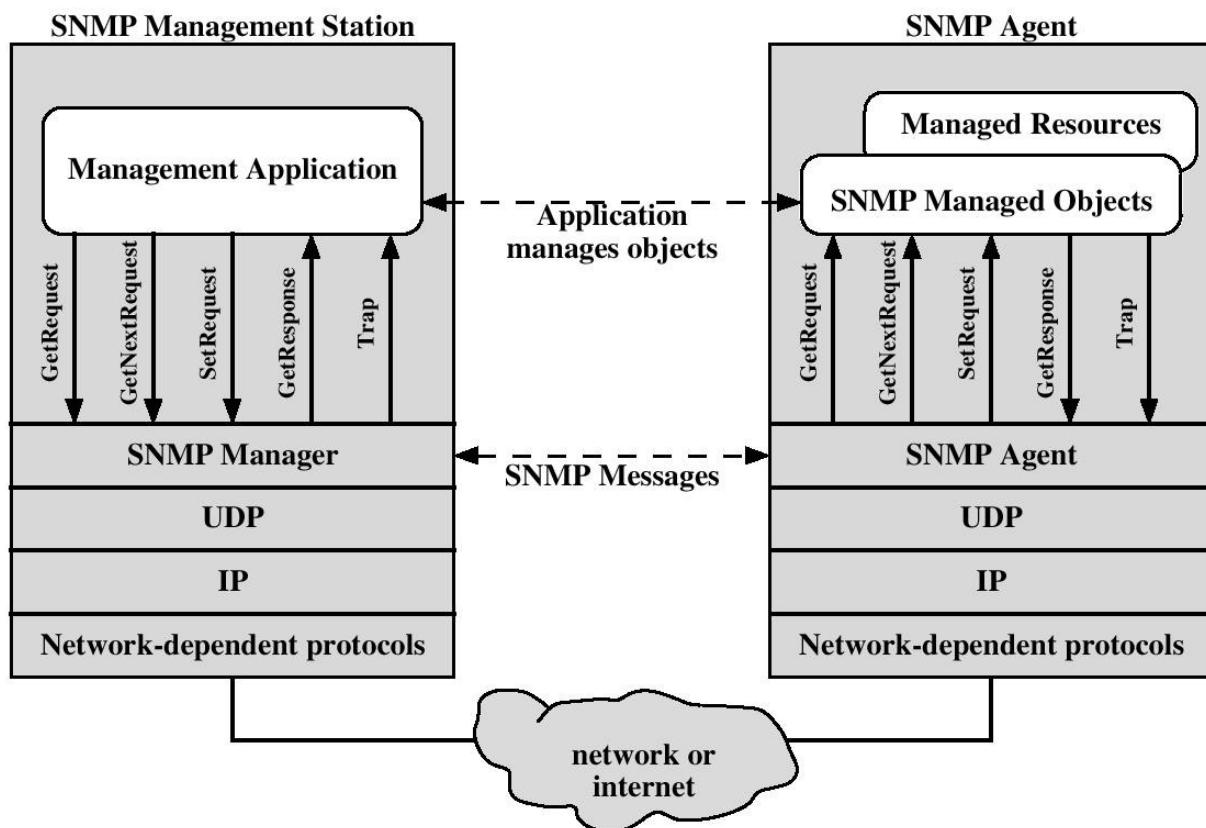 SNMP Management Station
Management Application
GetRequest
GetNextRequest
SetRequest
GetResponse
Trap
SNMP Manager
UDP
IP
Network-dependent protocols
Application
manages objects
SNMP Messages
SNMP Agent
Managed Resources
SNMP Managed Objects
GetRequest
GetNextRequest
SetRequest
GetResponse
Trap
SNMP Agent
UDP
IP
Network-dependent protocols
network or
internet